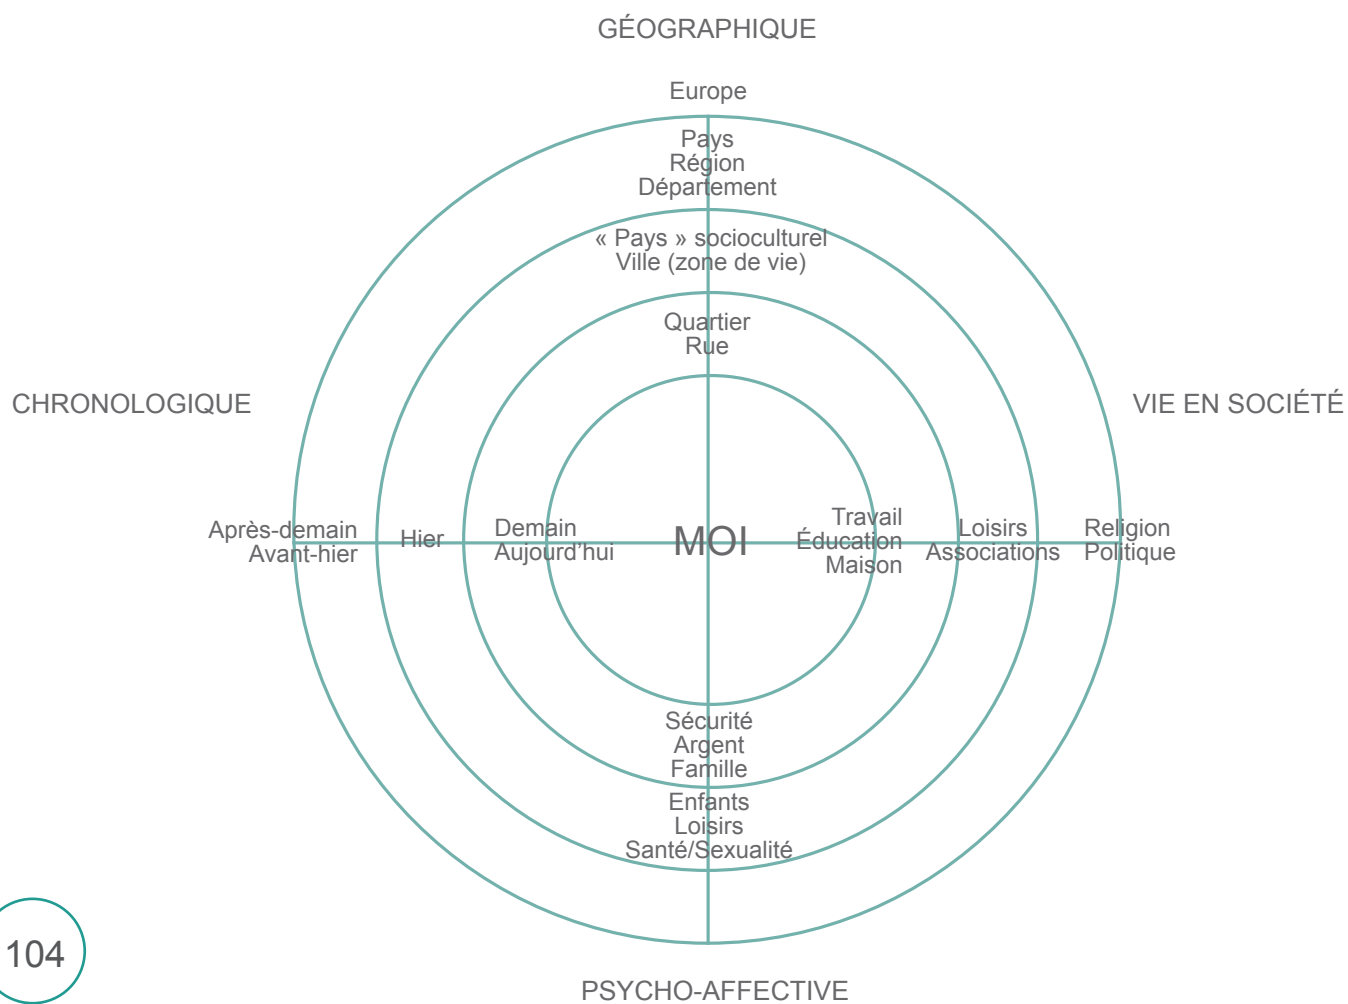 GÉOGRAPHIQUE
Europe
Pays
Région
Département
« Pays » socioculturel
Ville (zone de vie)
Quartier
Rue
CHRONOLOGIQUE
VIE EN SOCIÉTÉ
Après-demain
Avant-hier
Hier
Demain
Aujourd’hui
MOI
Travail
Éducation
Maison
Loisirs
Associations
Religion
Politique
Sécurité
Argent
Famille
Enfants
Loisirs
Santé/Sexualité
104
PSYCHO-AFFECTIVE